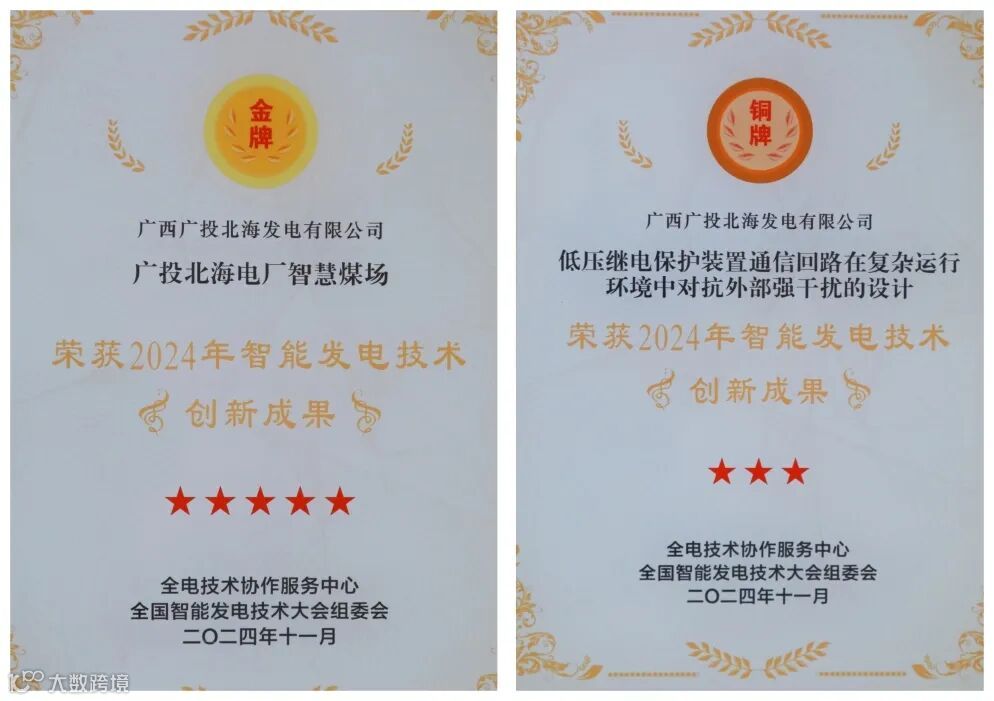 金
牌
广西广投北海发电有限公司
广投北海电厂智慧煤场
荣获2024年智能发电技术
创新成果
全电技术协作服务中心
全国智能发电技术大会组委会
二〇二四年十一月
铜
牌
广西广投北海发电有限公司
低压继电保护装置通信回路在复杂运行
环境中对抗外部强干扰的设计
荣获2024年智能发电技术
创新成果
全电技术协作服务中心
全国智能发电技术大会组委会
二〇二四年十一月
大数跨境